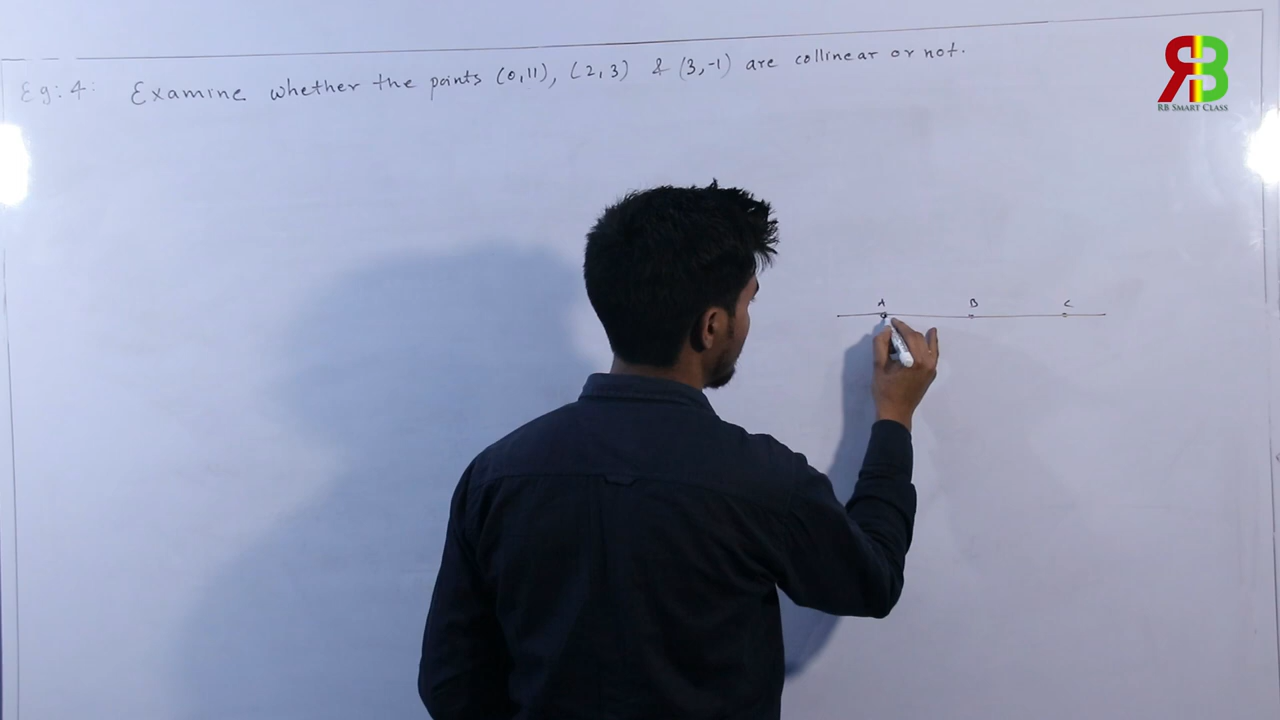 Eg: 4: Examine whether the points (0,11), (2,3) & (3,-1) are collinear or not.
RB
RB SMART CLASS
A B C